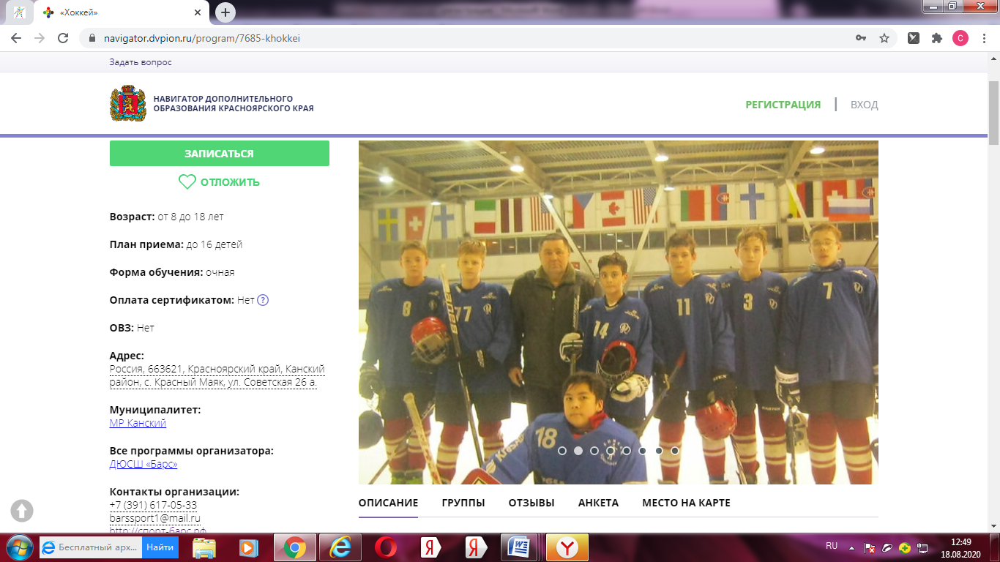 «Хоккей»
navigator.dvpion.ru/program/7685-khokkei
C
Задать вопрос
НАВИГАТОР ДОПОЛНИТЕЛЬНОГО
ОБРАЗОВАНИЯ КРАСНОЯРСКОГО КРАЯ
РЕГИСТРАЦИЯ
ВХОД
ЗАПИСАТЬСЯ
ОТЛОЖИТЬ
Возраст: от 8 до 18 лет
План приема: до 16 детей
Форма обучения: очная
Оплата сертификатом: Нет ?
ОВЗ: Нет
Адрес:
Россия, 663621, Красноярский край, Канский
район, с. Красный Маяк, ул. Советская 26 а.
Муниципалитет:
МР Канский
Все программы организатора:
ДЮСШ «Барс»
Контакты организации:
+7 (391) 617-05-33
barssport1@mail.ru
http://спорт-барс.рф
8
77
14
11
3
7
18
ОПИСАНИЕ ГРУППЫ ОТЗЫВЫ АНКЕТА МЕСТО НА КАРТЕ
Бесплатный арх...
Найти
RU
12:49
18.08.2020